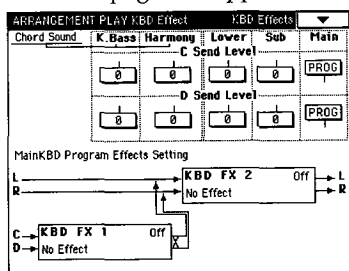 ARRANGEMENT PLAY KBD Effect KBD Effects
Chord Sound K.Bass Harmony Lower Sub Main
C Send Level
0 0 0 0 PROG
D Send Level
0 0 0 0 PROG
MainKBD Program Effects Setting
L KBD FX 2 Off L
R No Effect R
C KBD FX 1 Off
D No Effect